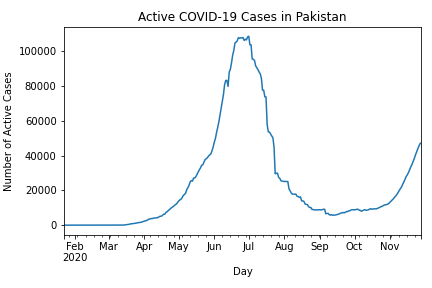 Active COVID-19 Cases in Pakistan
Number of Active Cases
100000
80000
60000
40000
20000
0
Feb Mar Apr May Jun Jul Aug Sep Oct Nov
2020
Day